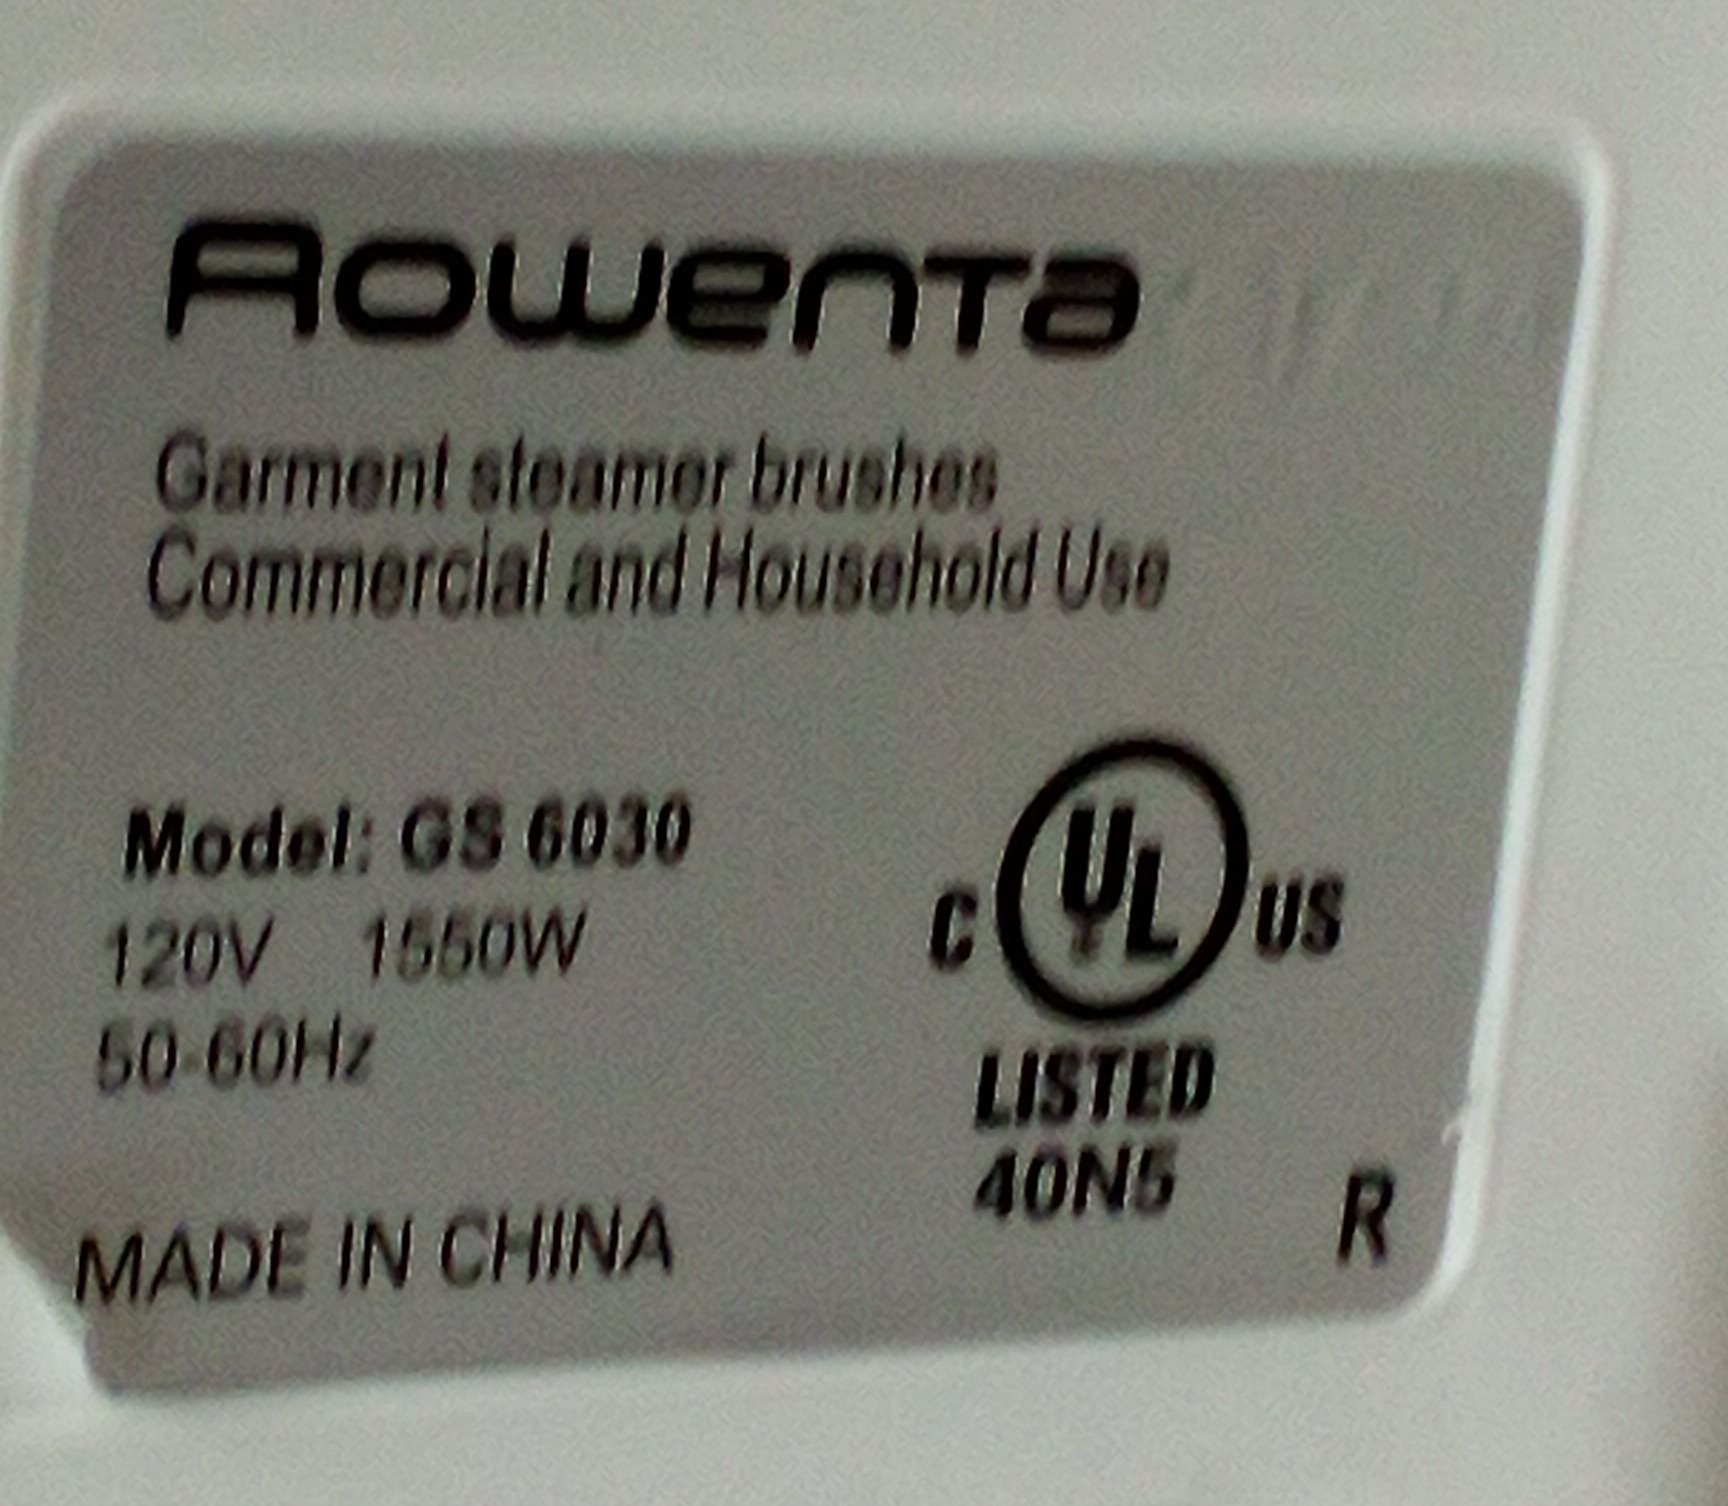 Rowenta
Garment steamer brushes
Commercial and Household Use
Model: GS 6030
120V 1550W
50-60Hz
C UL US
LISTED
40N5
R
MADE IN CHINA